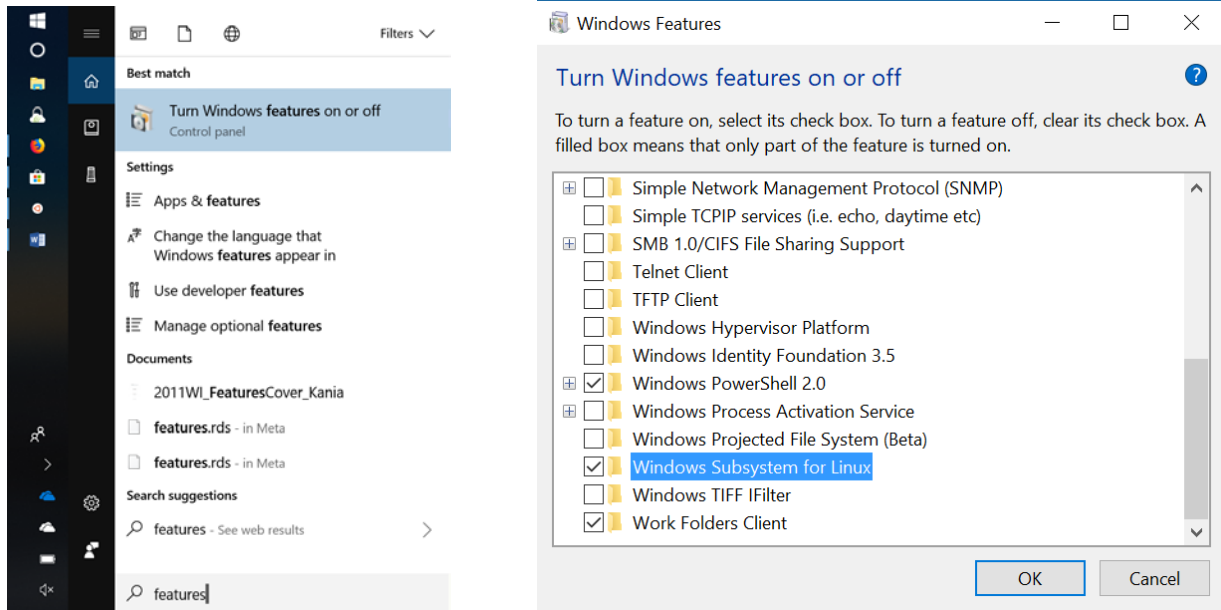 Filters
Best match
Turn Windows features on or off
Control panel
Settings
Apps & features
Change the language that
Windows features appear in
Use developer features
Manage optional features
Documents
2011WI_FeaturesCover_Kania
features.rds - in Meta
features.rds - in Meta
Search suggestions
features - See web results
features
Windows Features
Turn Windows features on or off
To turn a feature on, select its check box. To turn a feature off, clear its check box. A
filled box means that only part of the feature is turned on.
Simple Network Management Protocol (SNMP)
Simple TCPIP services (i.e. echo, daytime etc)
SMB 1.0/CIFS File Sharing Support
Telnet Client
TFTP Client
Windows Hypervisor Platform
Windows Identity Foundation 3.5
Windows PowerShell 2.0
Windows Process Activation Service
Windows Projected File System (Beta)
Windows Subsystem for Linux
Windows TIFF IFilter
Work Folders Client
OK
Cancel